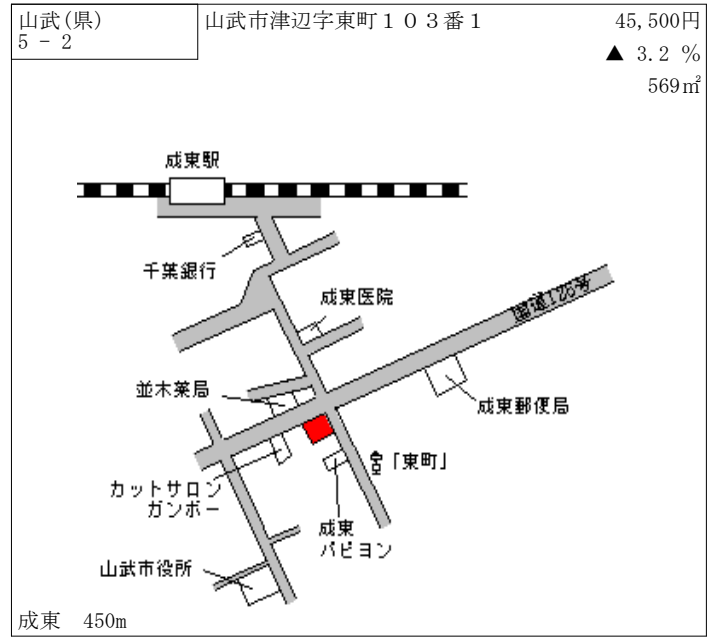 山武(県)
5 - 2
山武市津辺字東町１０３番１
45,500円
▲ 3.2 %
569㎡
成東駅
千葉銀行
成東医院
国道126号
並木薬局
成東郵便局
「東町」
カットサロン
ガンボー
成東
パピヨン
山武市役所
成東 450m